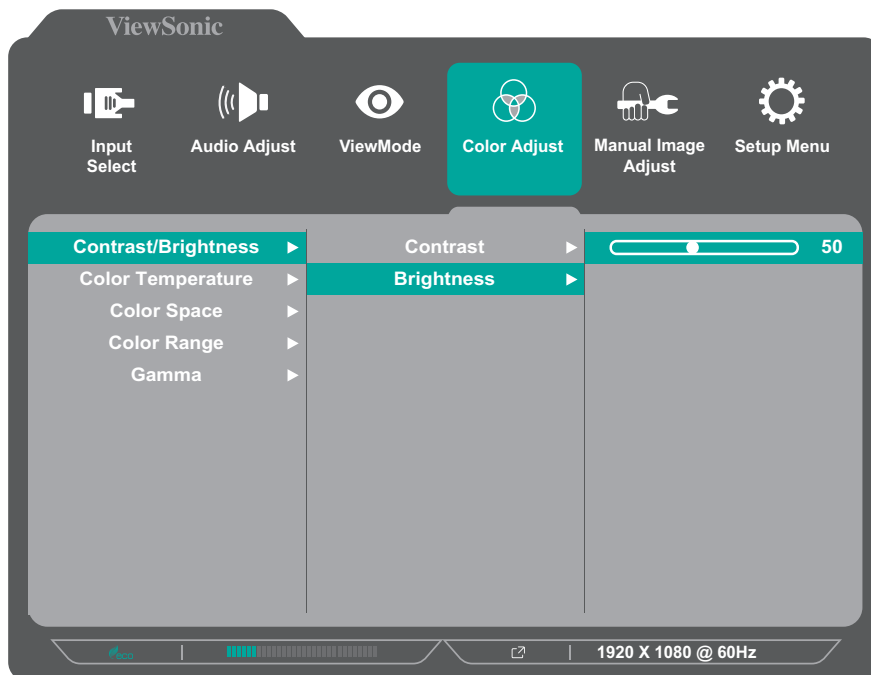 ViewSonic
Input
Select
Audio Adjust
ViewMode
Color Adjust
Manual Image
Adjust
Setup Menu
Contrast/Brightness
Contrast
50
Color Temperature
Brightness
Color Space
Color Range
Gamma
eco
1920 X 1080 @ 60Hz